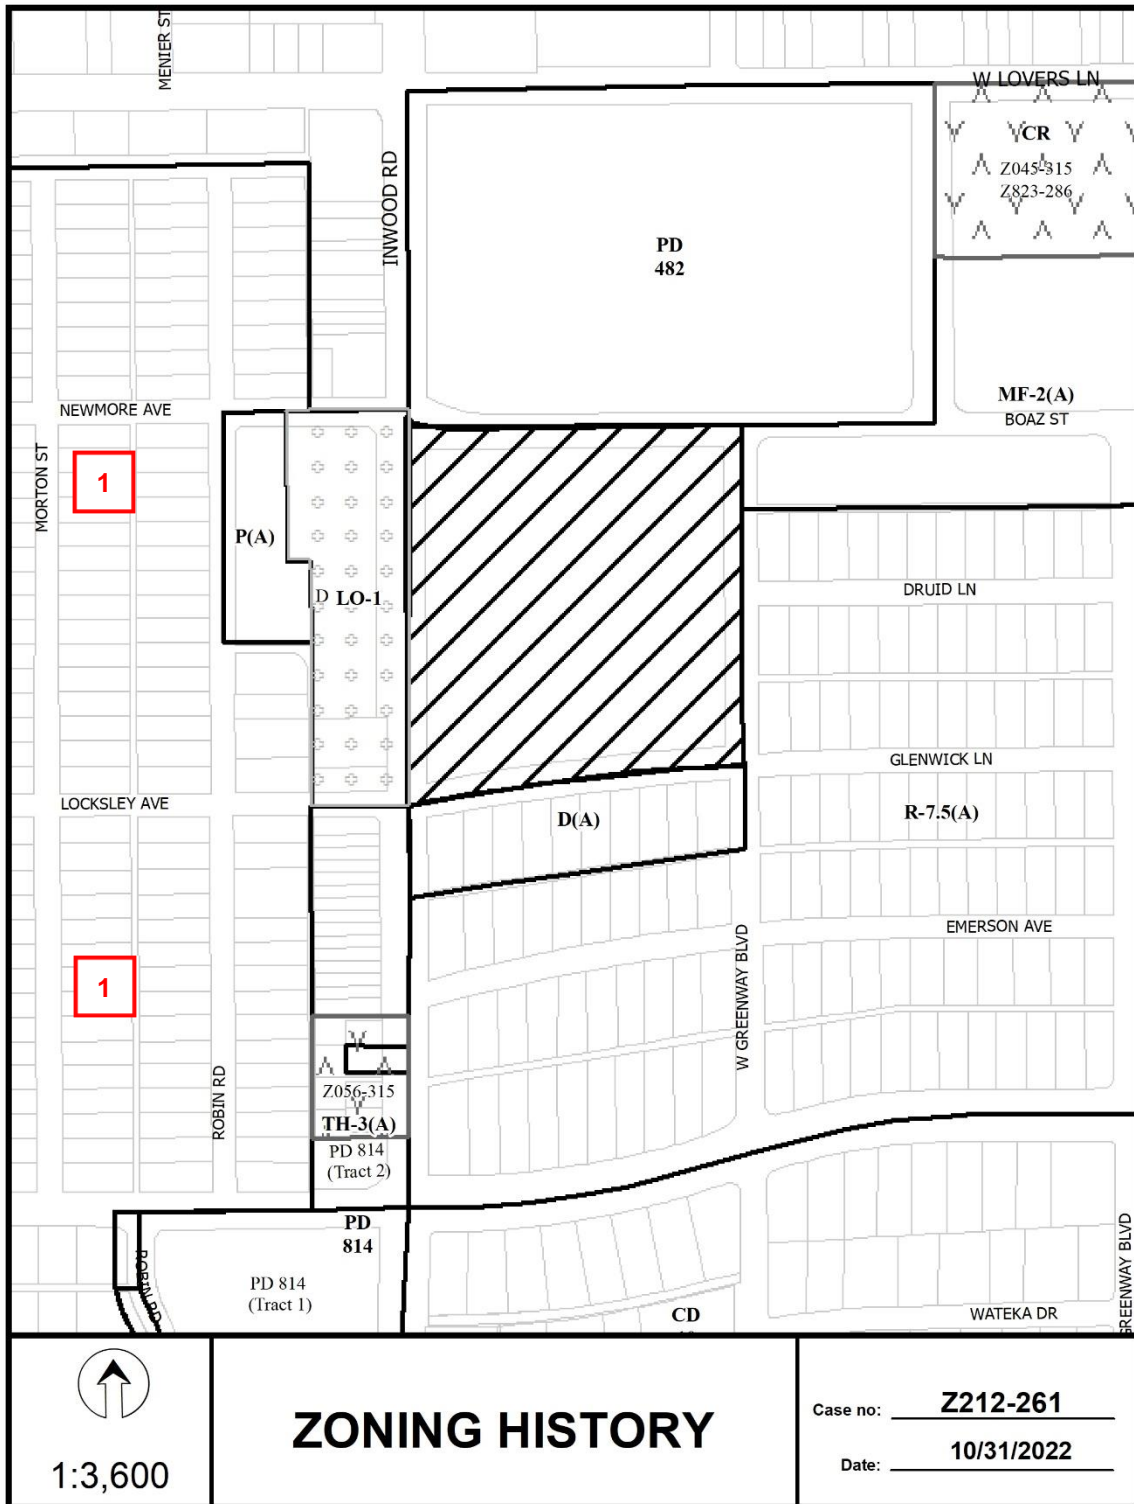 MENIER ST
W LOVERS LN
CR
Z045-315
Z823-286
INWOOD RD
PD
482
MF-2(A)
BOAZ ST
NEWMORE AVE
MORTON ST
1
P(A)
D LO-1
DRUID LN
GLENWICK LN
LOCKSLEY AVE
D(A)
R-7.5(A)
EMERSON AVE
W GREENWAY BLVD
1
ROBIN RD
Z056-315
TH-3(A)
PD 814
(Tract 2)
PD
814
ROBIN RD
PD 814
(Tract 1)
CD
WATEKA DR
GREENWAY BLVD
1:3,600
ZONING HISTORY
Case no: Z212-261
Date: 10/31/2022